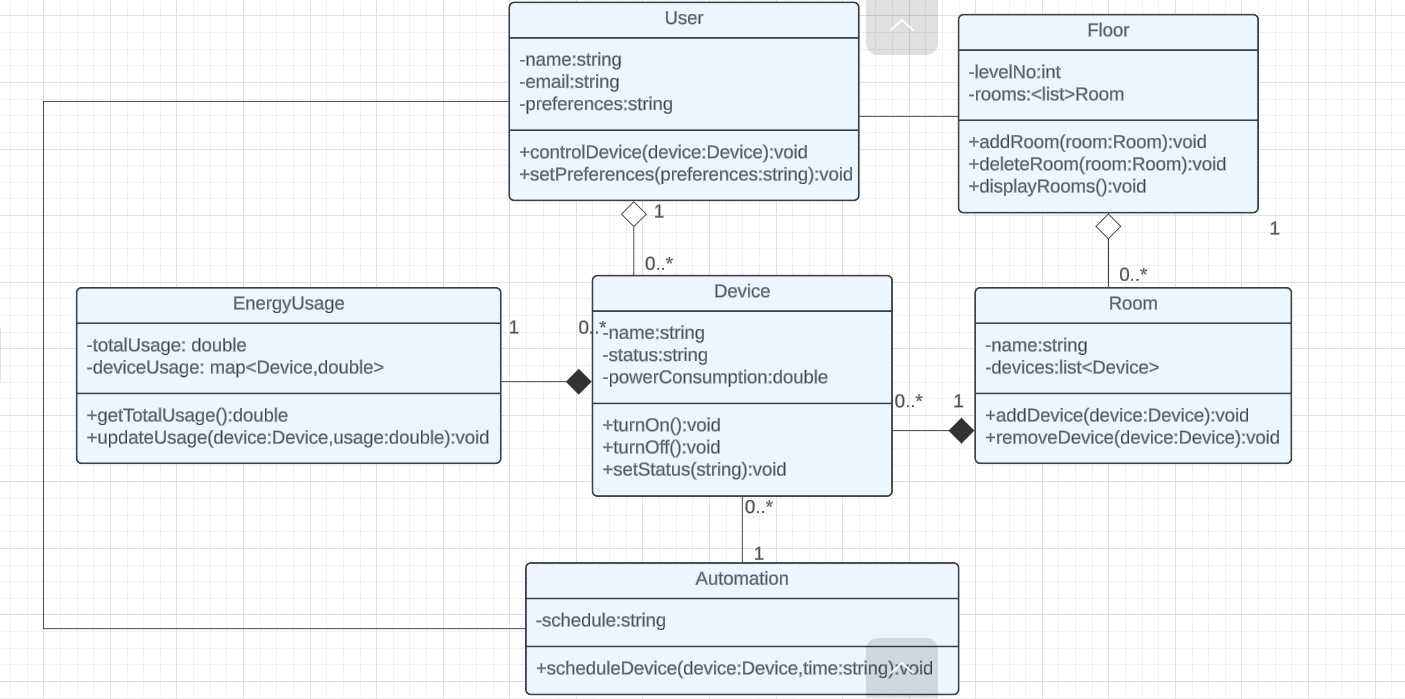 User
-name:string
-email:string
-preferences:string
+controlDevice(device:Device):void
+setPreferences(preferences:string):void
1
0..*
Floor
-levelNo:int
-rooms:<list>Room
+addRoom(room:Room):void
+deleteRoom(room:Room):void
+displayRooms():void
1
0..*
EnergyUsage
-totalUsage: double
-deviceUsage: map<Device,double>
+getTotalUsage():double
+updateUsage(device:Device,usage:double):void
1
0..*
Device
-name:string
-status:string
-powerConsumption:double
+turnOn():void
+turnOff():void
+setStatus(string):void
0..*
1
Room
-name:string
-devices:list<Device>
+addDevice(device:Device):void
+removeDevice(device:Device):void
0..*
1
Automation
-schedule:string
+scheduleDevice(device:Device,time:string):void